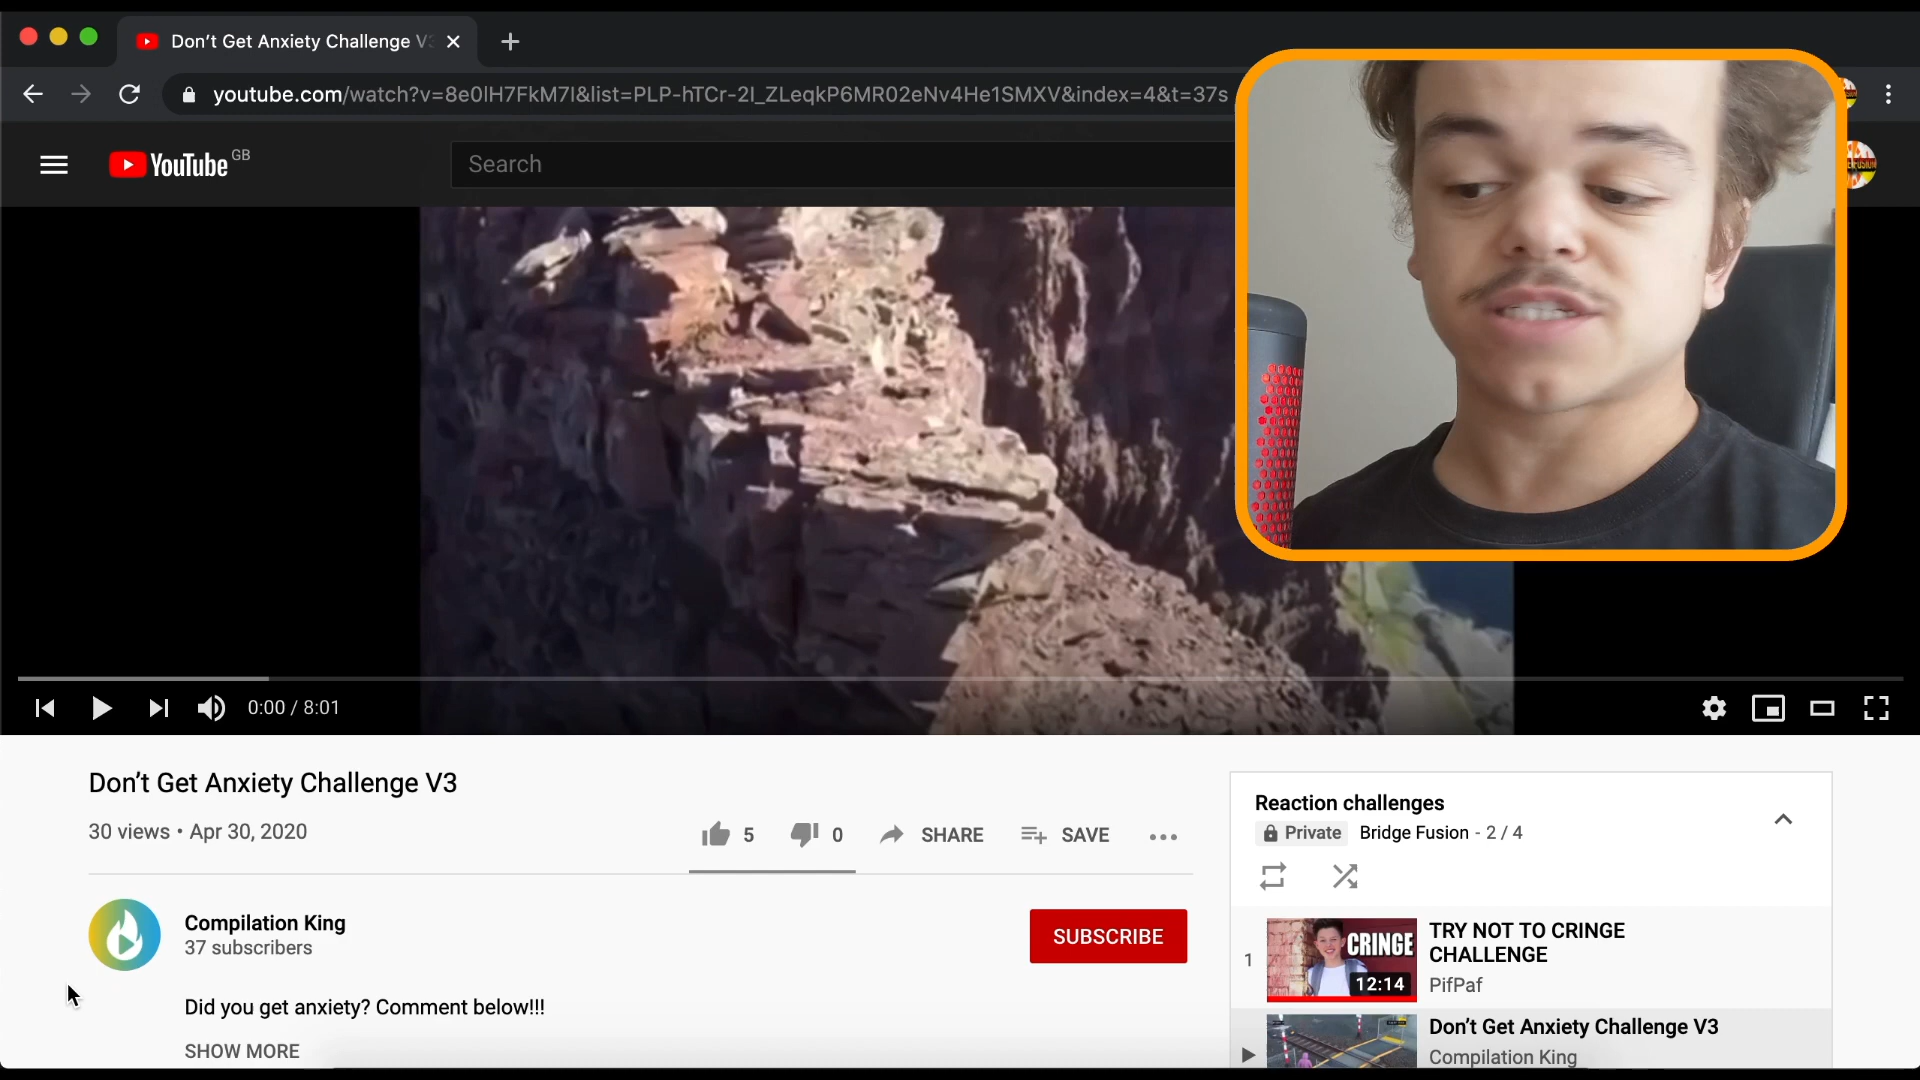 Don't Get Anxiety Challenge V3
youtube.com/watch?v=8e0lH7FkM7I&list=PLP-hTCr-2I_ZLeqkP6MR02eNv4He1SMXV&index=4&t=37s
YouTube GB
Search
0:00 / 8:01
Don't Get Anxiety Challenge V3
30 views • Apr 30, 2020
5
0
SHARE
SAVE
Compilation King
37 subscribers
SUBSCRIBE
Did you get anxiety? Comment below!!!
SHOW MORE
Reaction challenges
Private Bridge Fusion - 2 / 4
1
CRINGE
12:14
TRY NOT TO CRINGE
CHALLENGE
PifPaf
Don't Get Anxiety Challenge V3
Compilation King